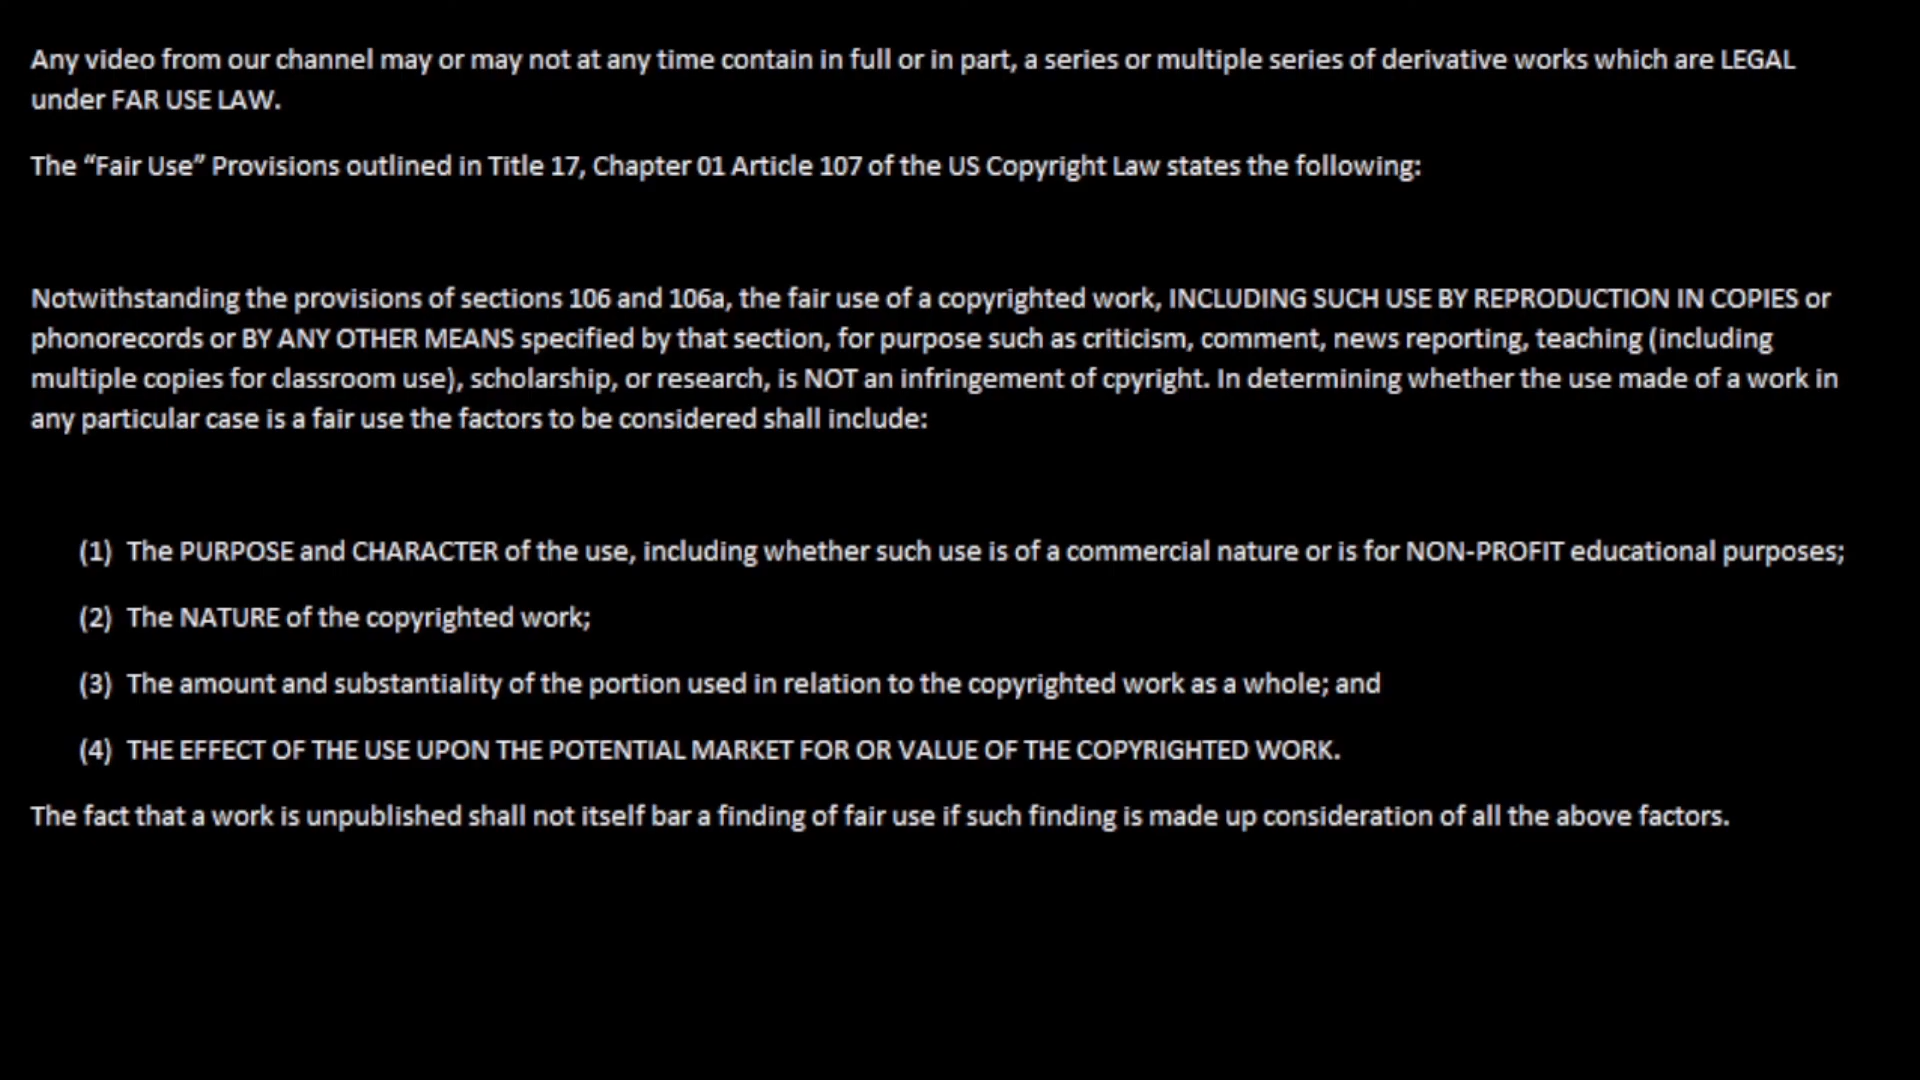 Any video from our channel may or may not at any time contain in full or in part, a series or multiple series of derivative works which are LEGAL
under FAR USE LAW.
The “Fair Use” Provisions outlined in Title 17, Chapter 01 Article 107 of the US Copyright Law states the following:
Notwithstanding the provisions of sections 106 and 106a, the fair use of a copyrighted work, INCLUDING SUCH USE BY REPRODUCTION IN COPIES or
phonorecords or BY ANY OTHER MEANS specified by that section, for purpose such as criticism, comment, news reporting, teaching (including
multiple copies for classroom use), scholarship, or research, is NOT an infringement of cpyright. In determining whether the use made of a work in
any particular case is a fair use the factors to be considered shall include:
(1) The PURPOSE and CHARACTER of the use, including whether such use is of a commercial nature or is for NON-PROFIT educational purposes;
(2) The NATURE of the copyrighted work;
(3) The amount and substantiality of the portion used in relation to the copyrighted work as a whole; and
(4) THE EFFECT OF THE USE UPON THE POTENTIAL MARKET FOR OR VALUE OF THE COPYRIGHTED WORK.
The fact that a work is unpublished shall not itself bar a finding of fair use if such finding is made up consideration of all the above factors.